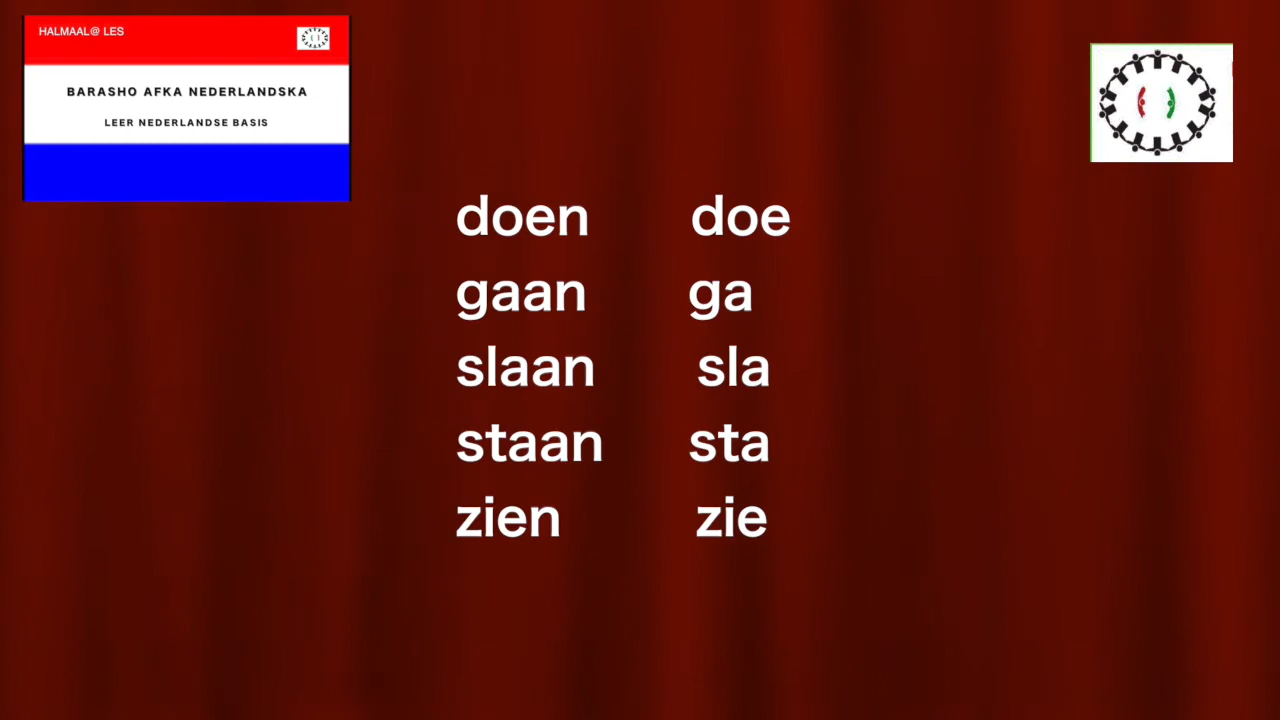 HALMAAL@ LES
BARASHO AFKA NEDERLANDSKA
LEER NEDERLANDSE BASIS
doen doe
gaan ga
slaan sla
staan sta
zien zie